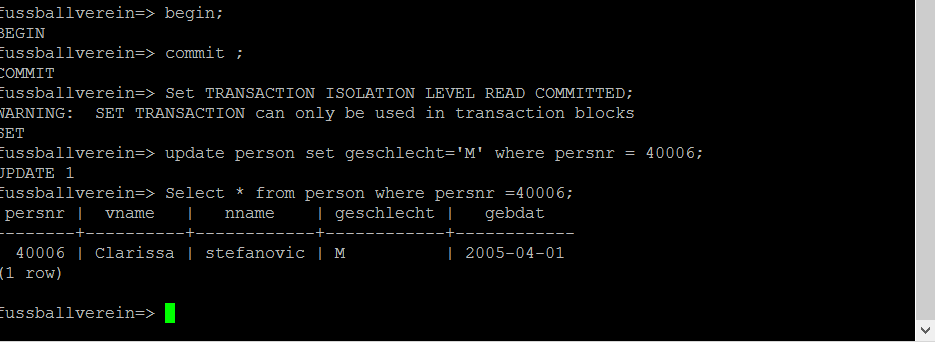 fussballverein=> begin;
BEGIN
fussballverein=> commit ;
COMMIT
fussballverein=> Set TRANSACTION ISOLATION LEVEL READ COMMITTED;
WARNING:  SET TRANSACTION can only be used in transaction blocks
SET
fussballverein=> update person set geschlecht='M' where persnr = 40006;
UPDATE 1
fussballverein=> Select * from person where persnr =40006;
 persnr |  vname   |   nname    | geschlecht |   gebdat
--------+----------+------------+------------+------------
  40006 | Clarissa | stefanovic | M          | 2005-04-01
(1 row)
fussballverein=>